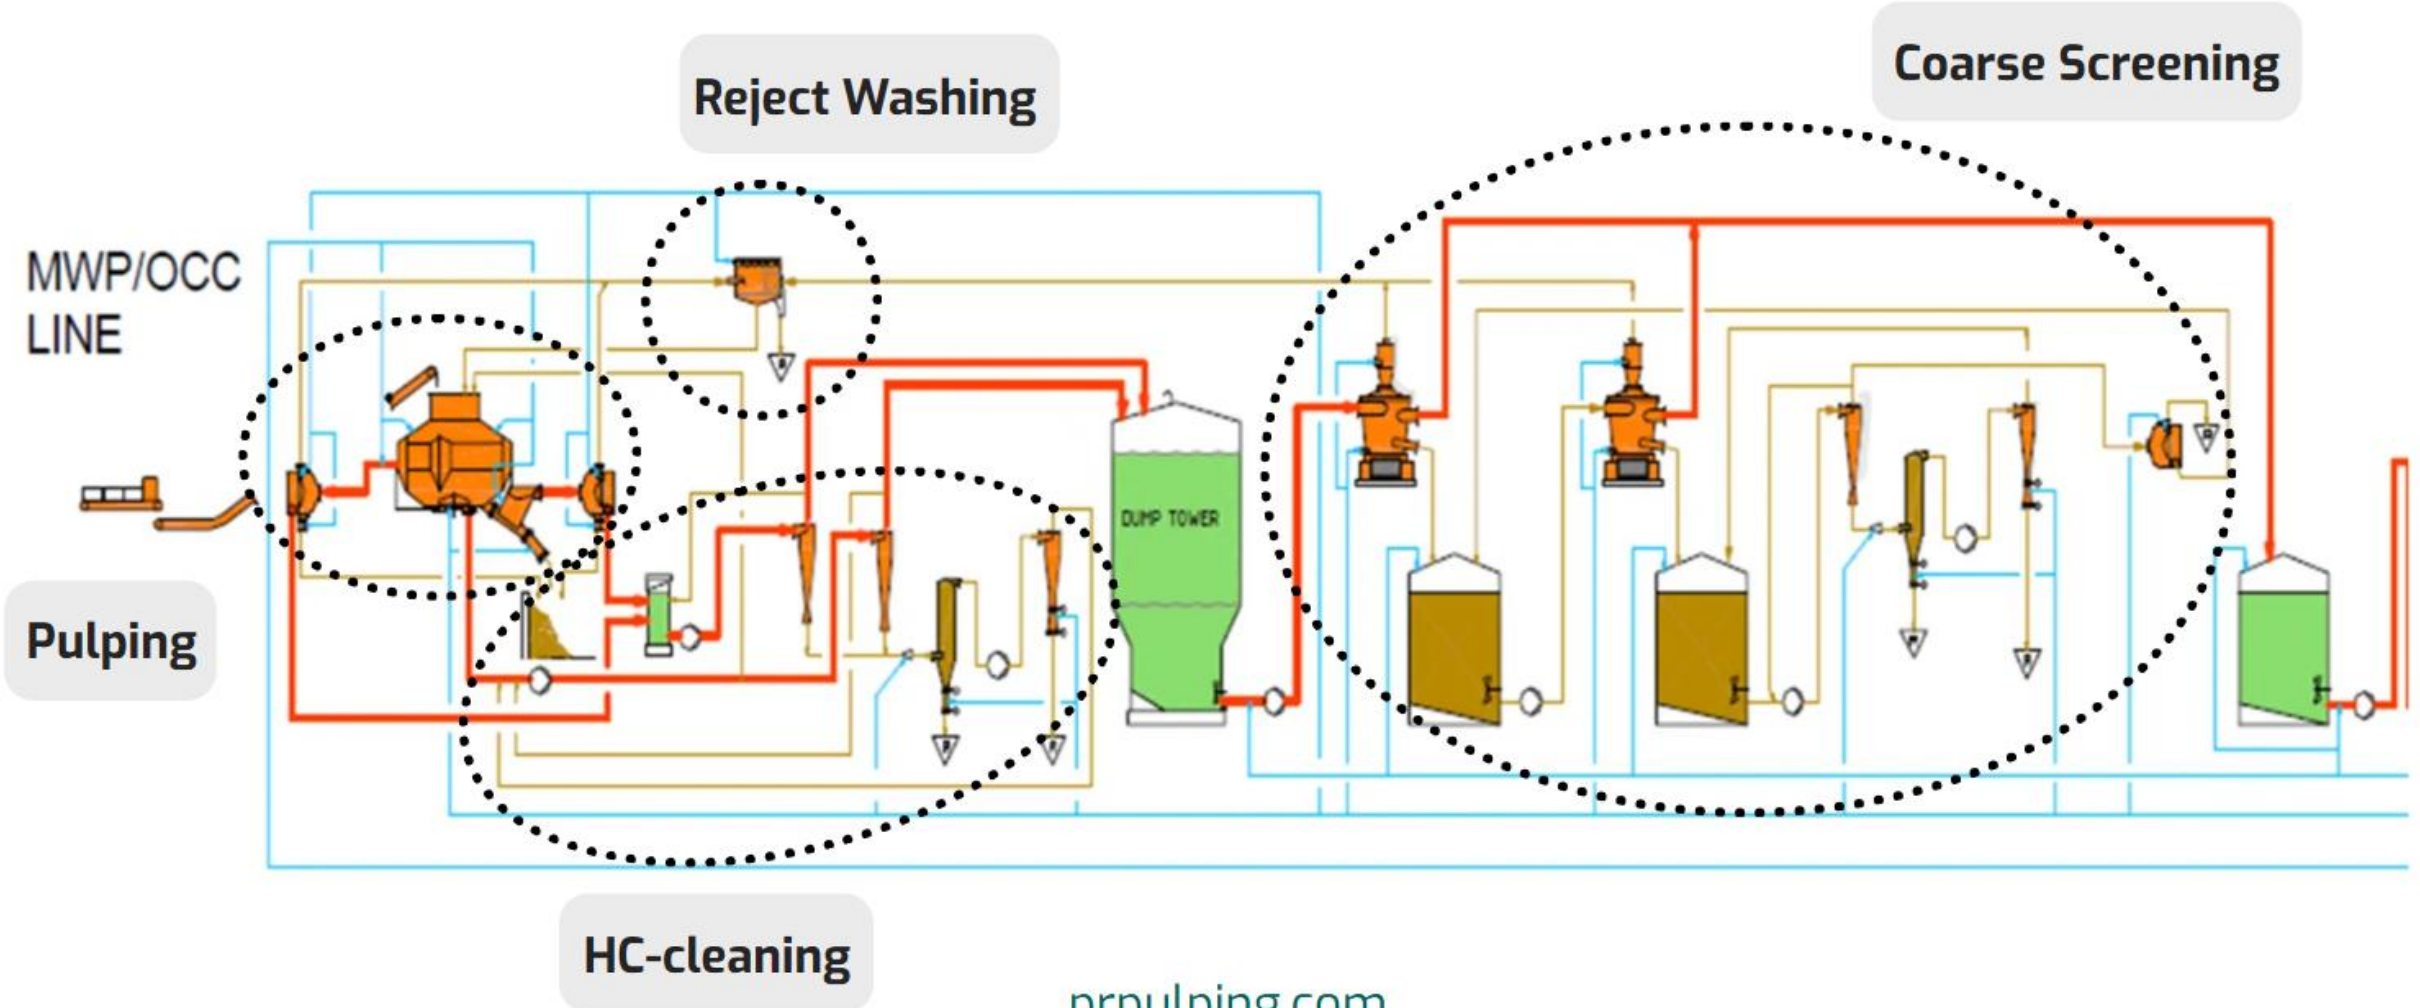 Coarse Screening
Reject Washing
MWP/OCC
LINE
DUMP TOWER
Pulping
HC-cleaning
prpulping.com